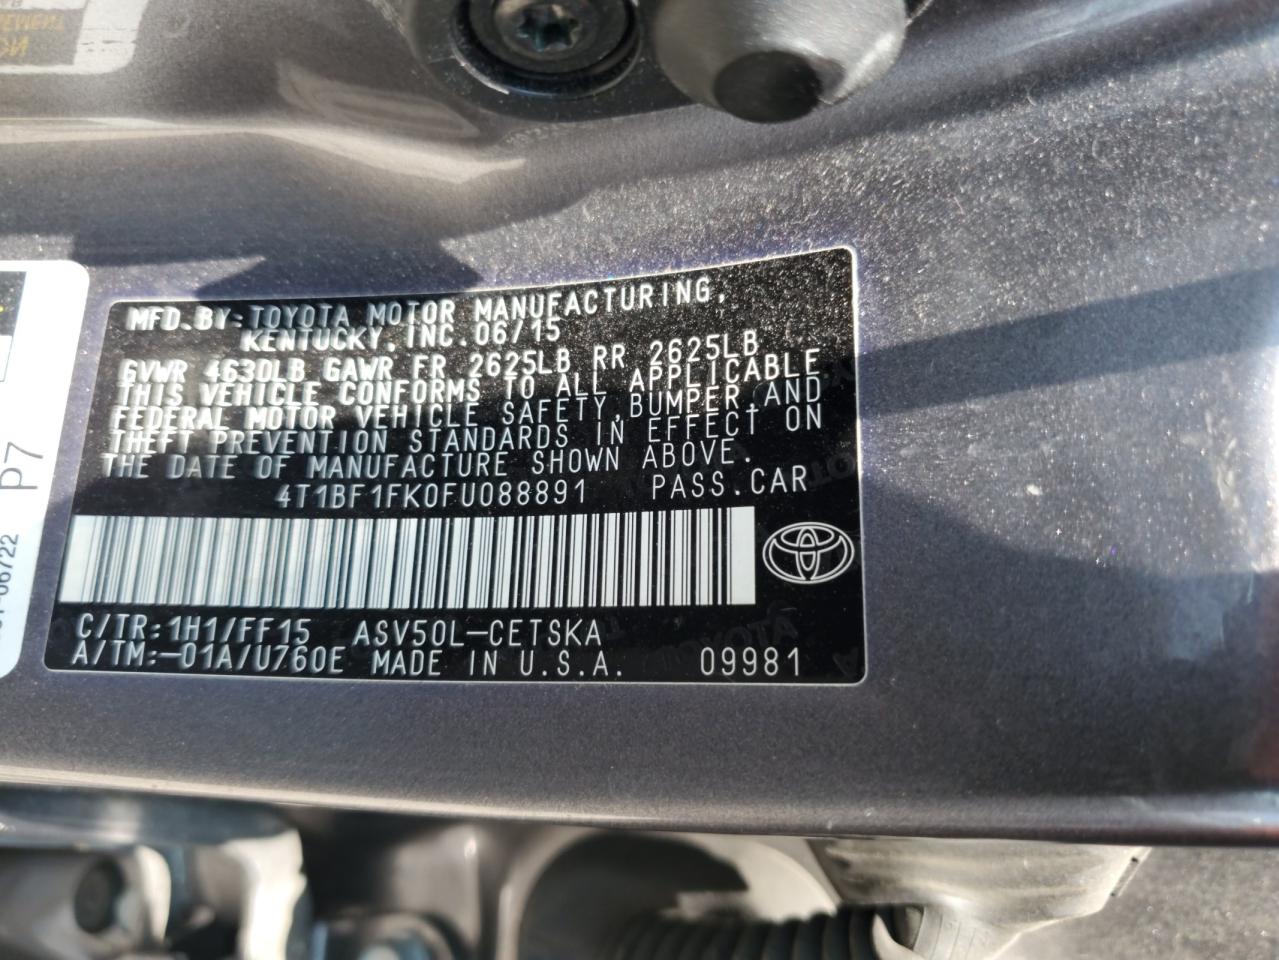 MFD.BY:TOYOTA MOTOR MANUFACTURING,
KENTUCKY, INC. 06/15
GVWR 4630LB GAWR FR 2625LB RR 2625LB
THIS VEHICLE CONFORMS TO ALL APPLICABLE
FEDERAL MOTOR VEHICLE SAFETY, BUMPER, AND
THEFT PREVENTION STANDARDS IN EFFECT ON
THE DATE OF MANUFACTURE SHOWN ABOVE.
4T1BF1FK0FU088891 PASS.CAR
C/TR:1H1/FF15 ASV50L-CETSKA
A/TM:-01A/U760E MADE IN U.S.A. 09981
P7